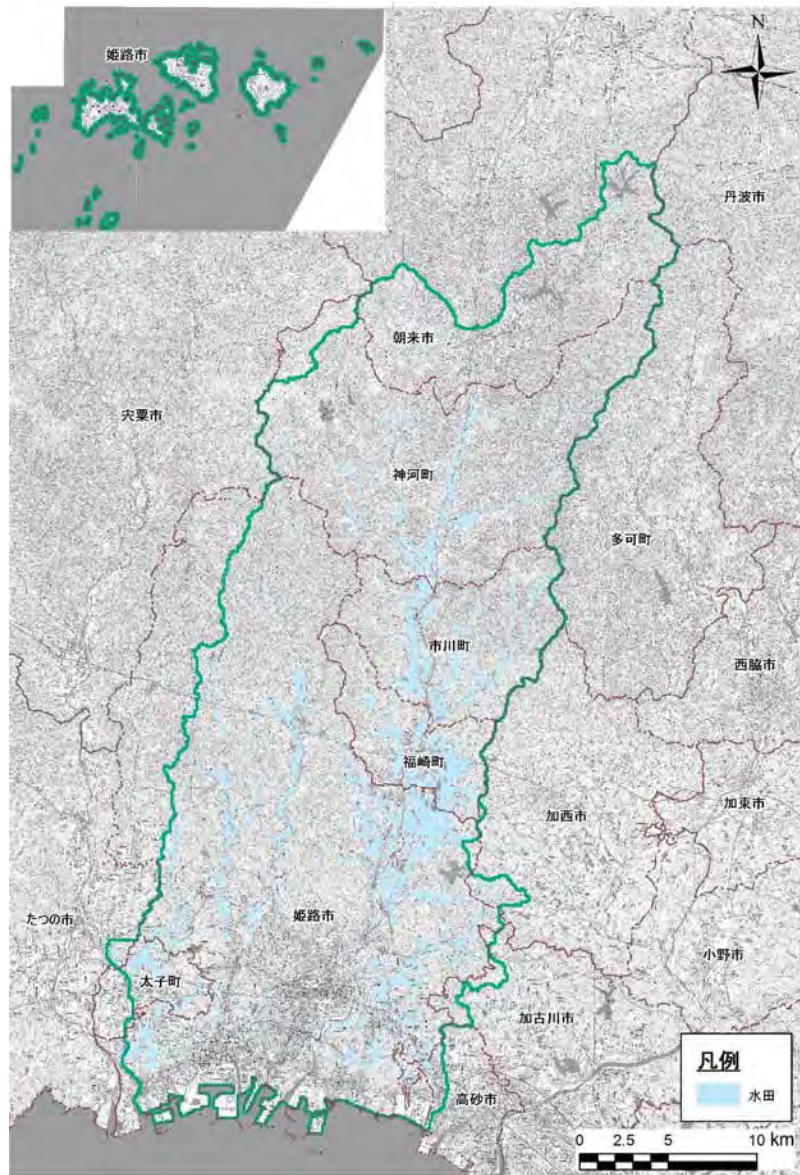 姫路市
N
丹波市
朝来市
宍粟市
神河町
多可町
市川町
西脇市
福崎町
加東市
加西市
たつの市
姫路市
小野市
太子町
加古川市
凡例
水田
高砂市
0 2.5 5 10 km